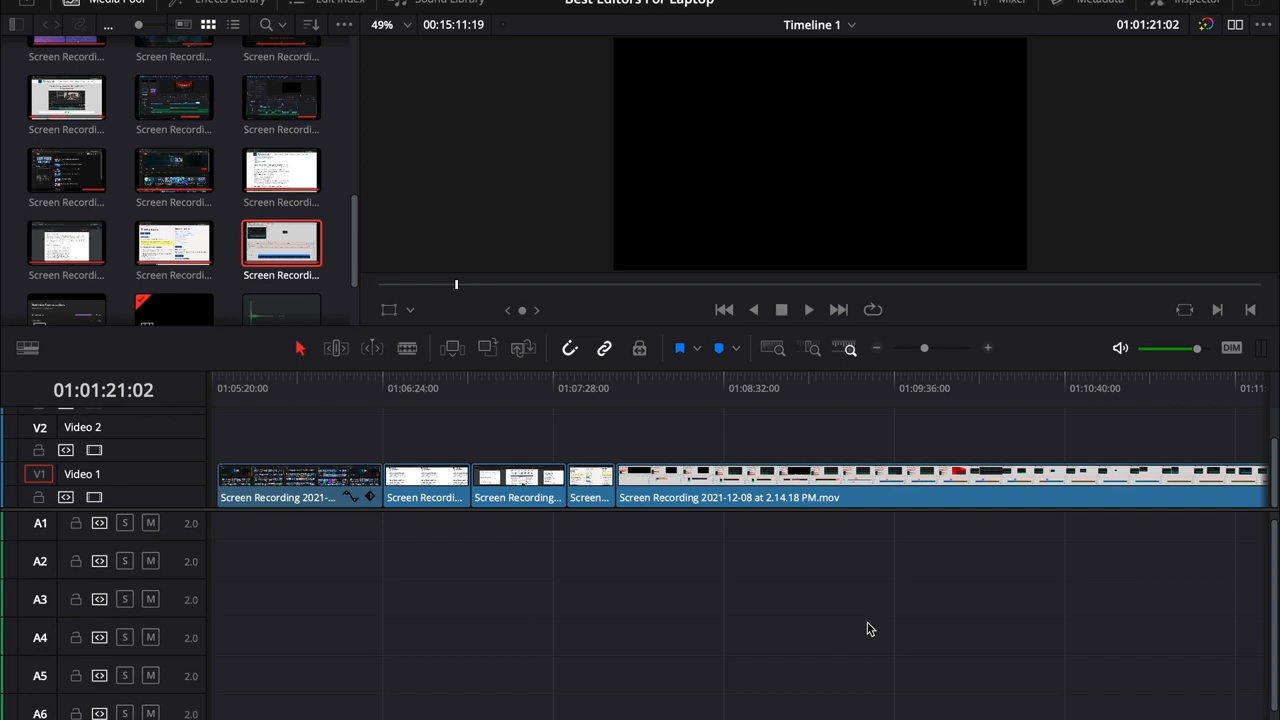 Media Pool Effects Library Edit Index Sound Library Best Editors For Laptop Mixer Metadata Inspector
... 49% 00:15:11:19 Timeline 1 01:01:21:02
Screen Recordi... Screen Recordi... Screen Recordi...
Screen Recordi... Screen Recordi... Screen Recordi...
Screen Recordi... Screen Recordi... Screen Recordi...
Screen Recordi... Screen Recordi... Screen Recordi...
DIM
01:01:21:02 01:05:20:00 01:06:24:00 01:07:28:00 01:08:32:00 01:09:36:00 01:10:40:00 01:11:
V2 Video 2
V1 Video 1
Screen Recording 2021-... Screen Recordi... Screen Recording... Screen... Screen Recording 2021-12-08 at 2.14.18 PM.mov
A1 S M 2.0
A2 S M 2.0
A3 S M 2.0
A4 S M 2.0
A5 S M 2.0
A6 S M 2.0